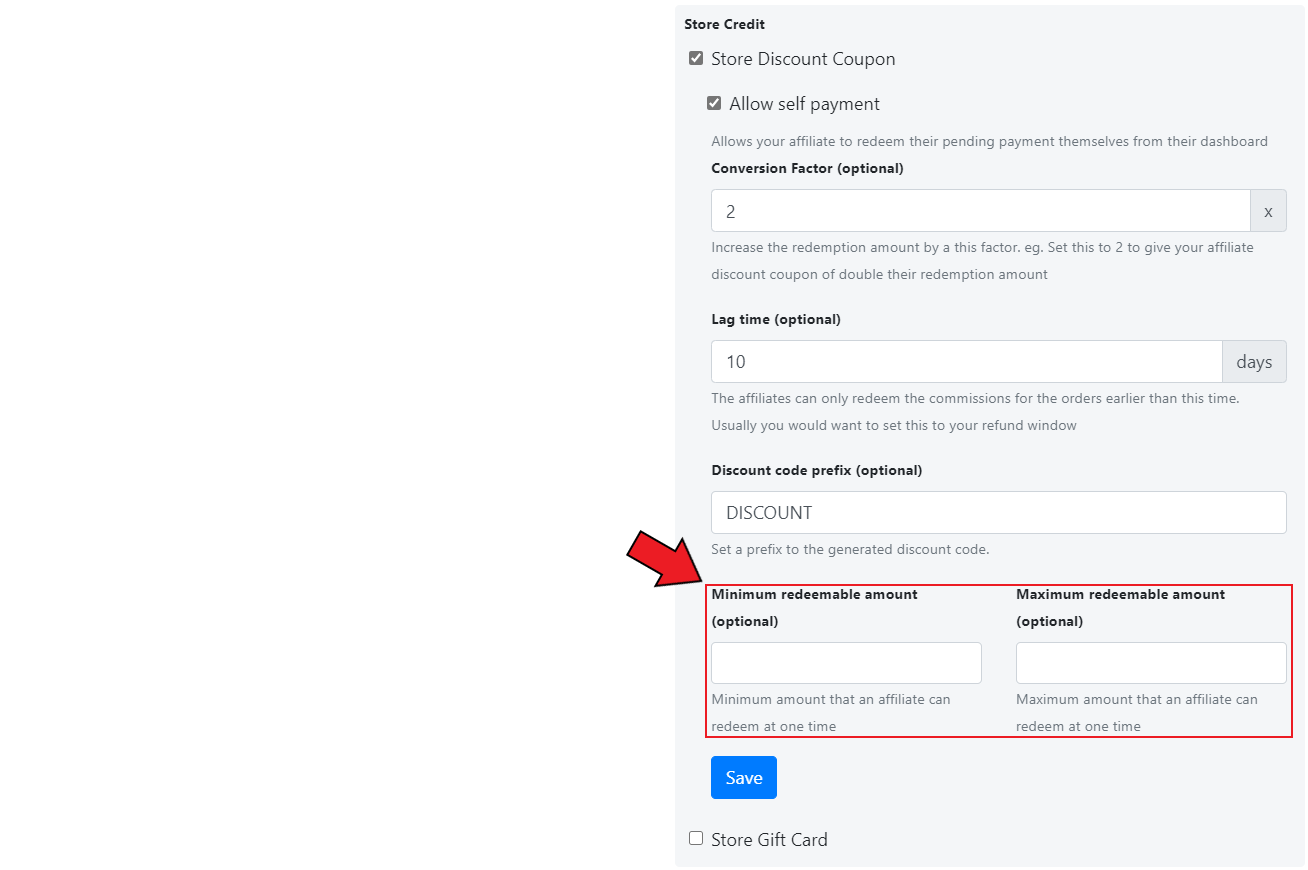 Store Credit
Store Discount Coupon
Allow self payment
Allows your affiliate to redeem their pending payment themselves from their dashboard
Conversion Factor (optional)
2 x
Increase the redemption amount by a this factor. eg. Set this to 2 to give your affiliate
discount coupon of double their redemption amount
Lag time (optional)
10 days
The affiliates can only redeem the commissions for the orders earlier than this time.
Usually you would want to set this to your refund window
Discount code prefix (optional)
DISCOUNT
Set a prefix to the generated discount code.
Minimum redeemable amount
(optional)
Minimum amount that an affiliate can
redeem at one time
Maximum redeemable amount
(optional)
Maximum amount that an affiliate can
redeem at one time
Save
Store Gift Card